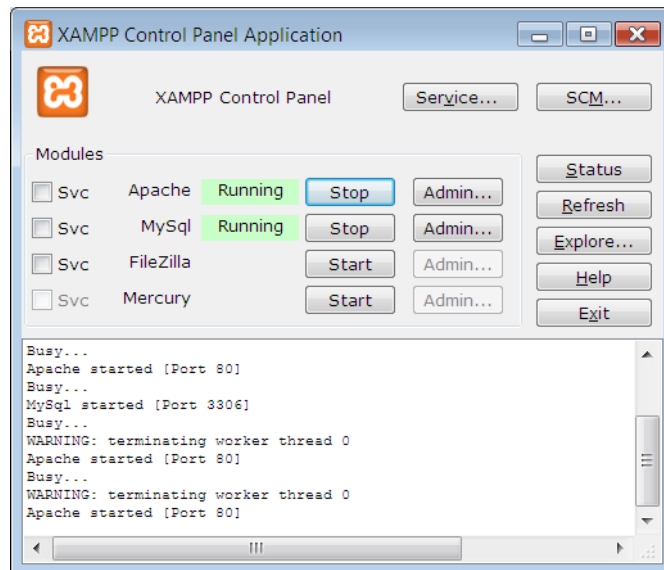 XAMPP Control Panel Application
XAMPP Control Panel Service... SCM...
Modules
Svc Apache Running Stop Admin...
Svc MySql Running Stop Admin...
Svc FileZilla Start Admin...
Svc Mercury Start Admin...
Status
Refresh
Explore...
Help
Exit
Busy...
Apache started [Port 80]
Busy...
MySql started [Port 3306]
Busy...
WARNING: terminating worker thread 0
Apache started [Port 80]
Busy...
WARNING: terminating worker thread 0
Apache started [Port 80]